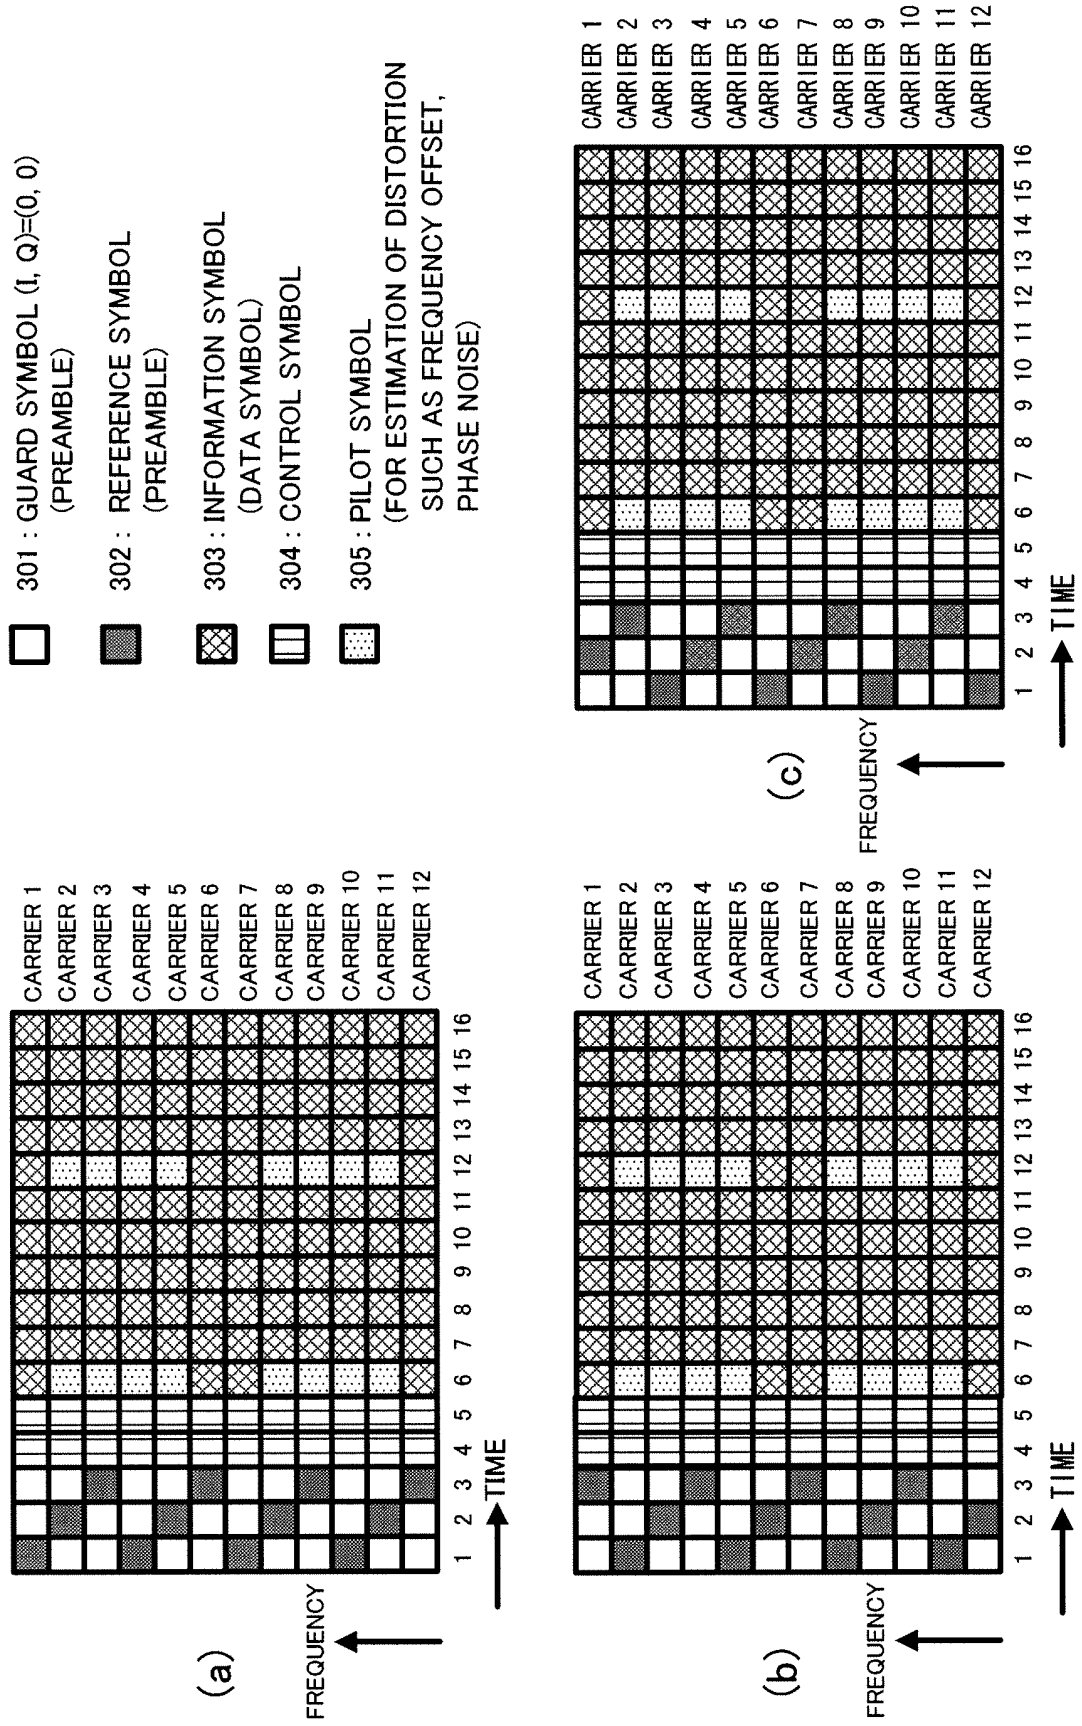 301 : GUARD SYMBOL (I, Q)=(0, 0)
(PREAMBLE)
302 : REFERENCE SYMBOL
(PREAMBLE)
303 : INFORMATION SYMBOL
(DATA SYMBOL)
304 : CONTROL SYMBOL
305 : PILOT SYMBOL
(FOR ESTIMATION OF DISTORTION
SUCH AS FREQUENCY OFFSET,
PHASE NOISE)
(a)
FREQUENCY
CARRIER 1
CARRIER 2
CARRIER 3
CARRIER 4
CARRIER 5
CARRIER 6
CARRIER 7
CARRIER 8
CARRIER 9
CARRIER 10
CARRIER 11
CARRIER 12
1 2 3 4 5 6 7 8 9 10 11 12 13 14 15 16
TIME
(b)
FREQUENCY
CARRIER 1
CARRIER 2
CARRIER 3
CARRIER 4
CARRIER 5
CARRIER 6
CARRIER 7
CARRIER 8
CARRIER 9
CARRIER 10
CARRIER 11
CARRIER 12
1 2 3 4 5 6 7 8 9 10 11 12 13 14 15 16
TIME
(c)
FREQUENCY
CARRIER 1
CARRIER 2
CARRIER 3
CARRIER 4
CARRIER 5
CARRIER 6
CARRIER 7
CARRIER 8
CARRIER 9
CARRIER 10
CARRIER 11
CARRIER 12
1 2 3 4 5 6 7 8 9 10 11 12 13 14 15 16
TIME